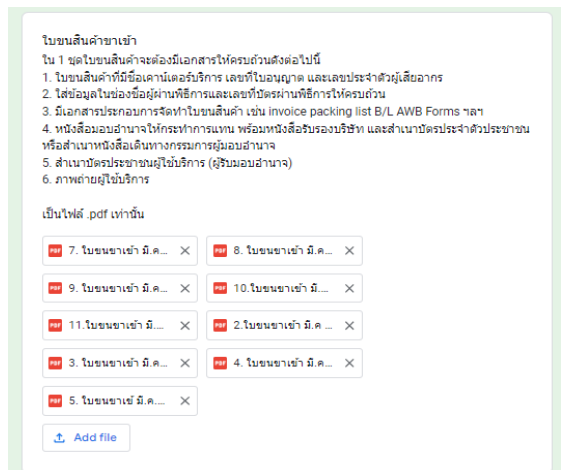 ใบขนสินค้าขาเข้า
ใน 1 ชุดใบขนสินค้าจะต้องมีเอกสารให้ครบถ้วนดังต่อไปนี้
1. ใบขนสินค้าที่มีชื่อเคาน์เตอร์บริการ เลขที่ใบอนุญาต และเลขประจำตัวผู้เสียอากร
2. ใส่ข้อมูลในช่องชื่อผู้ผ่านพิธีการและเลขที่บัตรผ่านพิธีการให้ครบถ้วน
3. มีเอกสารประกอบการจัดทำใบขนสินค้า เช่น invoice packing list B/L AWB Forms ฯลฯ
4. หนังสือมอบอำนาจให้กระทำการแทน พร้อมหนังสือรับรองบริษัท และสำเนาบัตรประจำตัวประชาชน
หรือสำเนาหนังสือเดินทางกรรมการผู้มอบอำนาจ
5. สำเนาบัตรประชาชนผู้ใช้บริการ (ผู้รับมอบอำนาจ)
6. ภาพถ่ายผู้ใช้บริการ
เป็นไฟล์ .pdf เท่านั้น
PDF 7. ใบขนขาเข้า มี.ค... PDF 8. ใบขนขาเข้า มี.ค...
PDF 9. ใบขนขาเข้า มี.ค... PDF 10.ใบขนขาเข้า มี....
PDF 11.ใบขนขาเข้า มี.... PDF 2.ใบขนขาเข้า มี.ค ...
PDF 3. ใบขนขาเข้า มี.ค... PDF 4. ใบขนขาเข้า มี.ค...
PDF 5. ใบขนขาเข้ มี.ค....
Add file